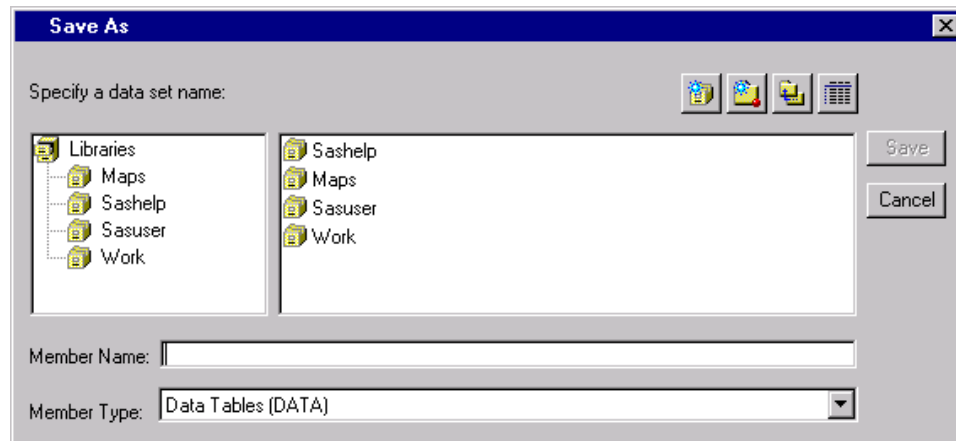 Save As
Specify a data set name:
Libraries
Maps
Sashelp
Sasuser
Work
Sashelp
Maps
Sasuser
Work
Save
Cancel
Member Name:
Member Type: Data Tables (DATA)